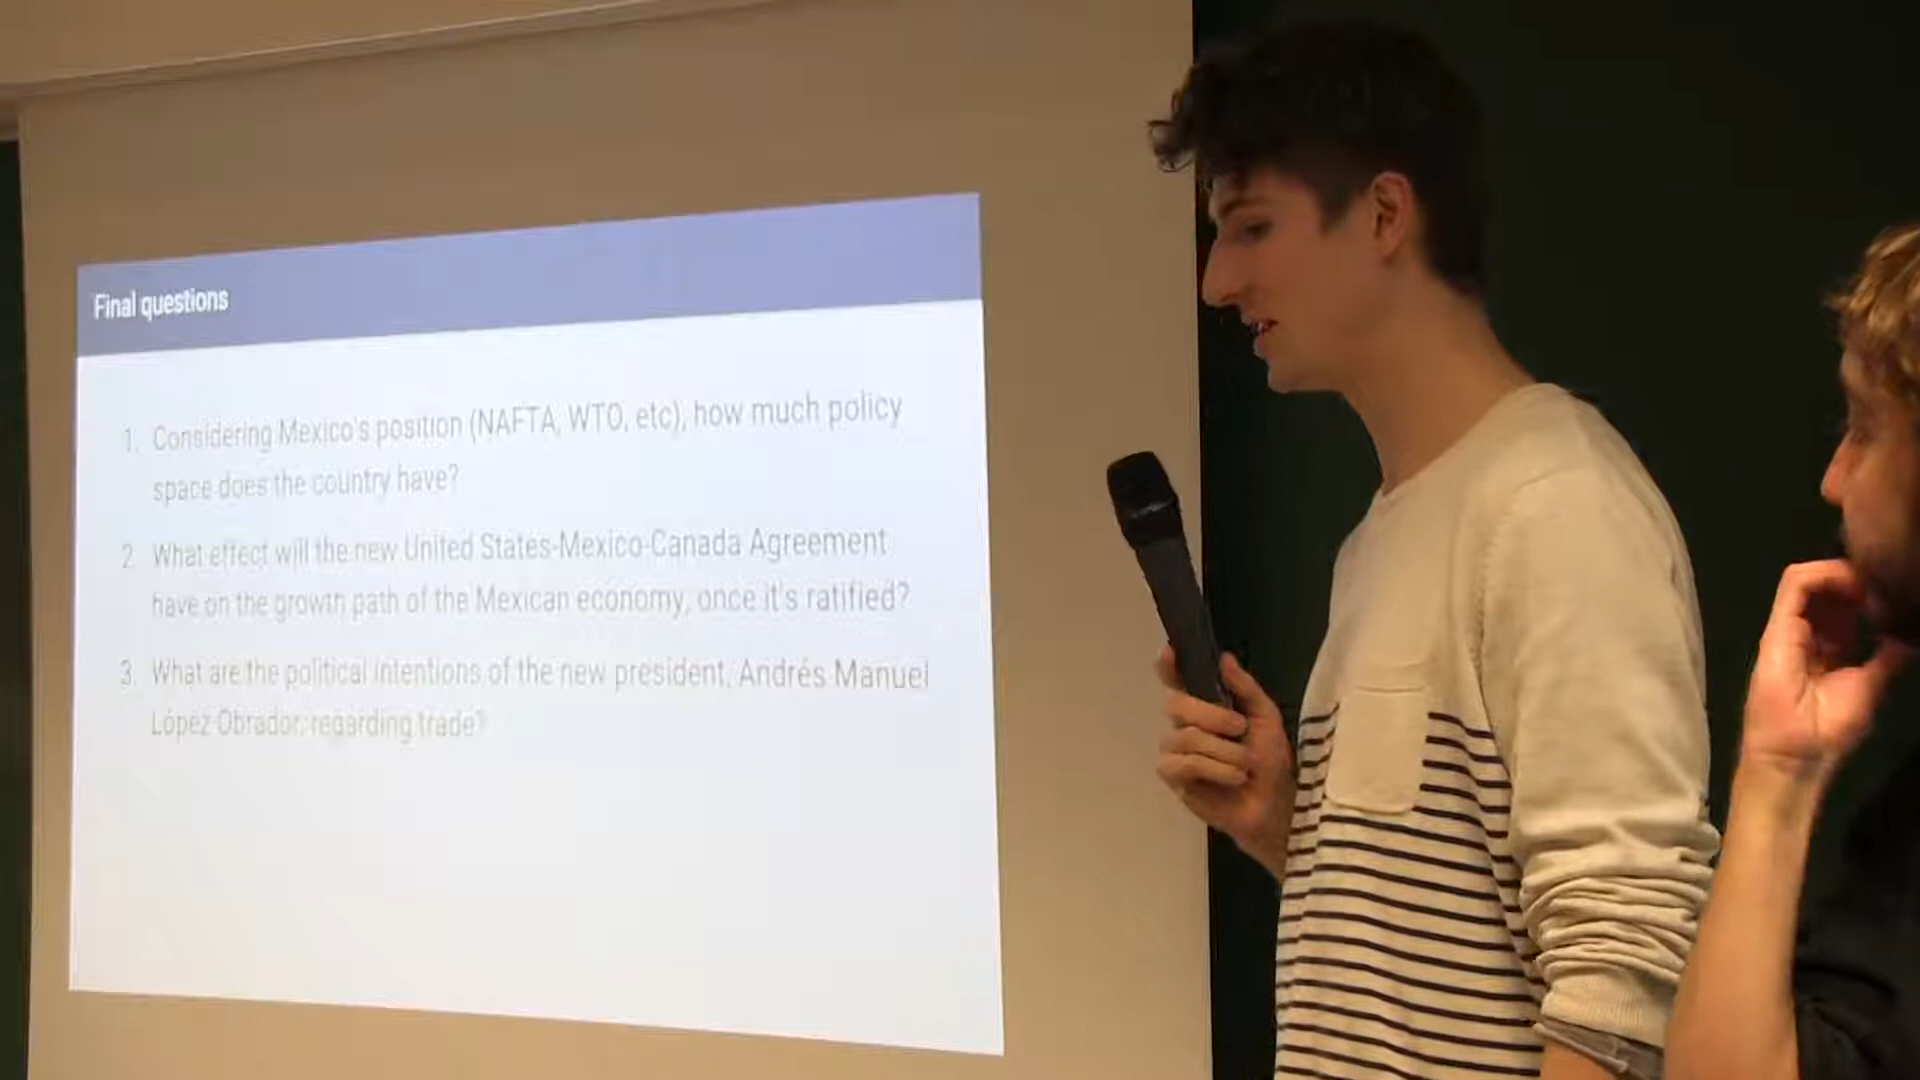 Final questions
1. Considering Mexico's position (NAFTA, WTO, etc), how much policy
space does the country have?
2. What effect will the new United States-Mexico-Canada Agreement
have on the growth path of the Mexican economy, once it's ratified?
3. What are the political intentions of the new president, Andrés Manuel
López Obrador, regarding trade?